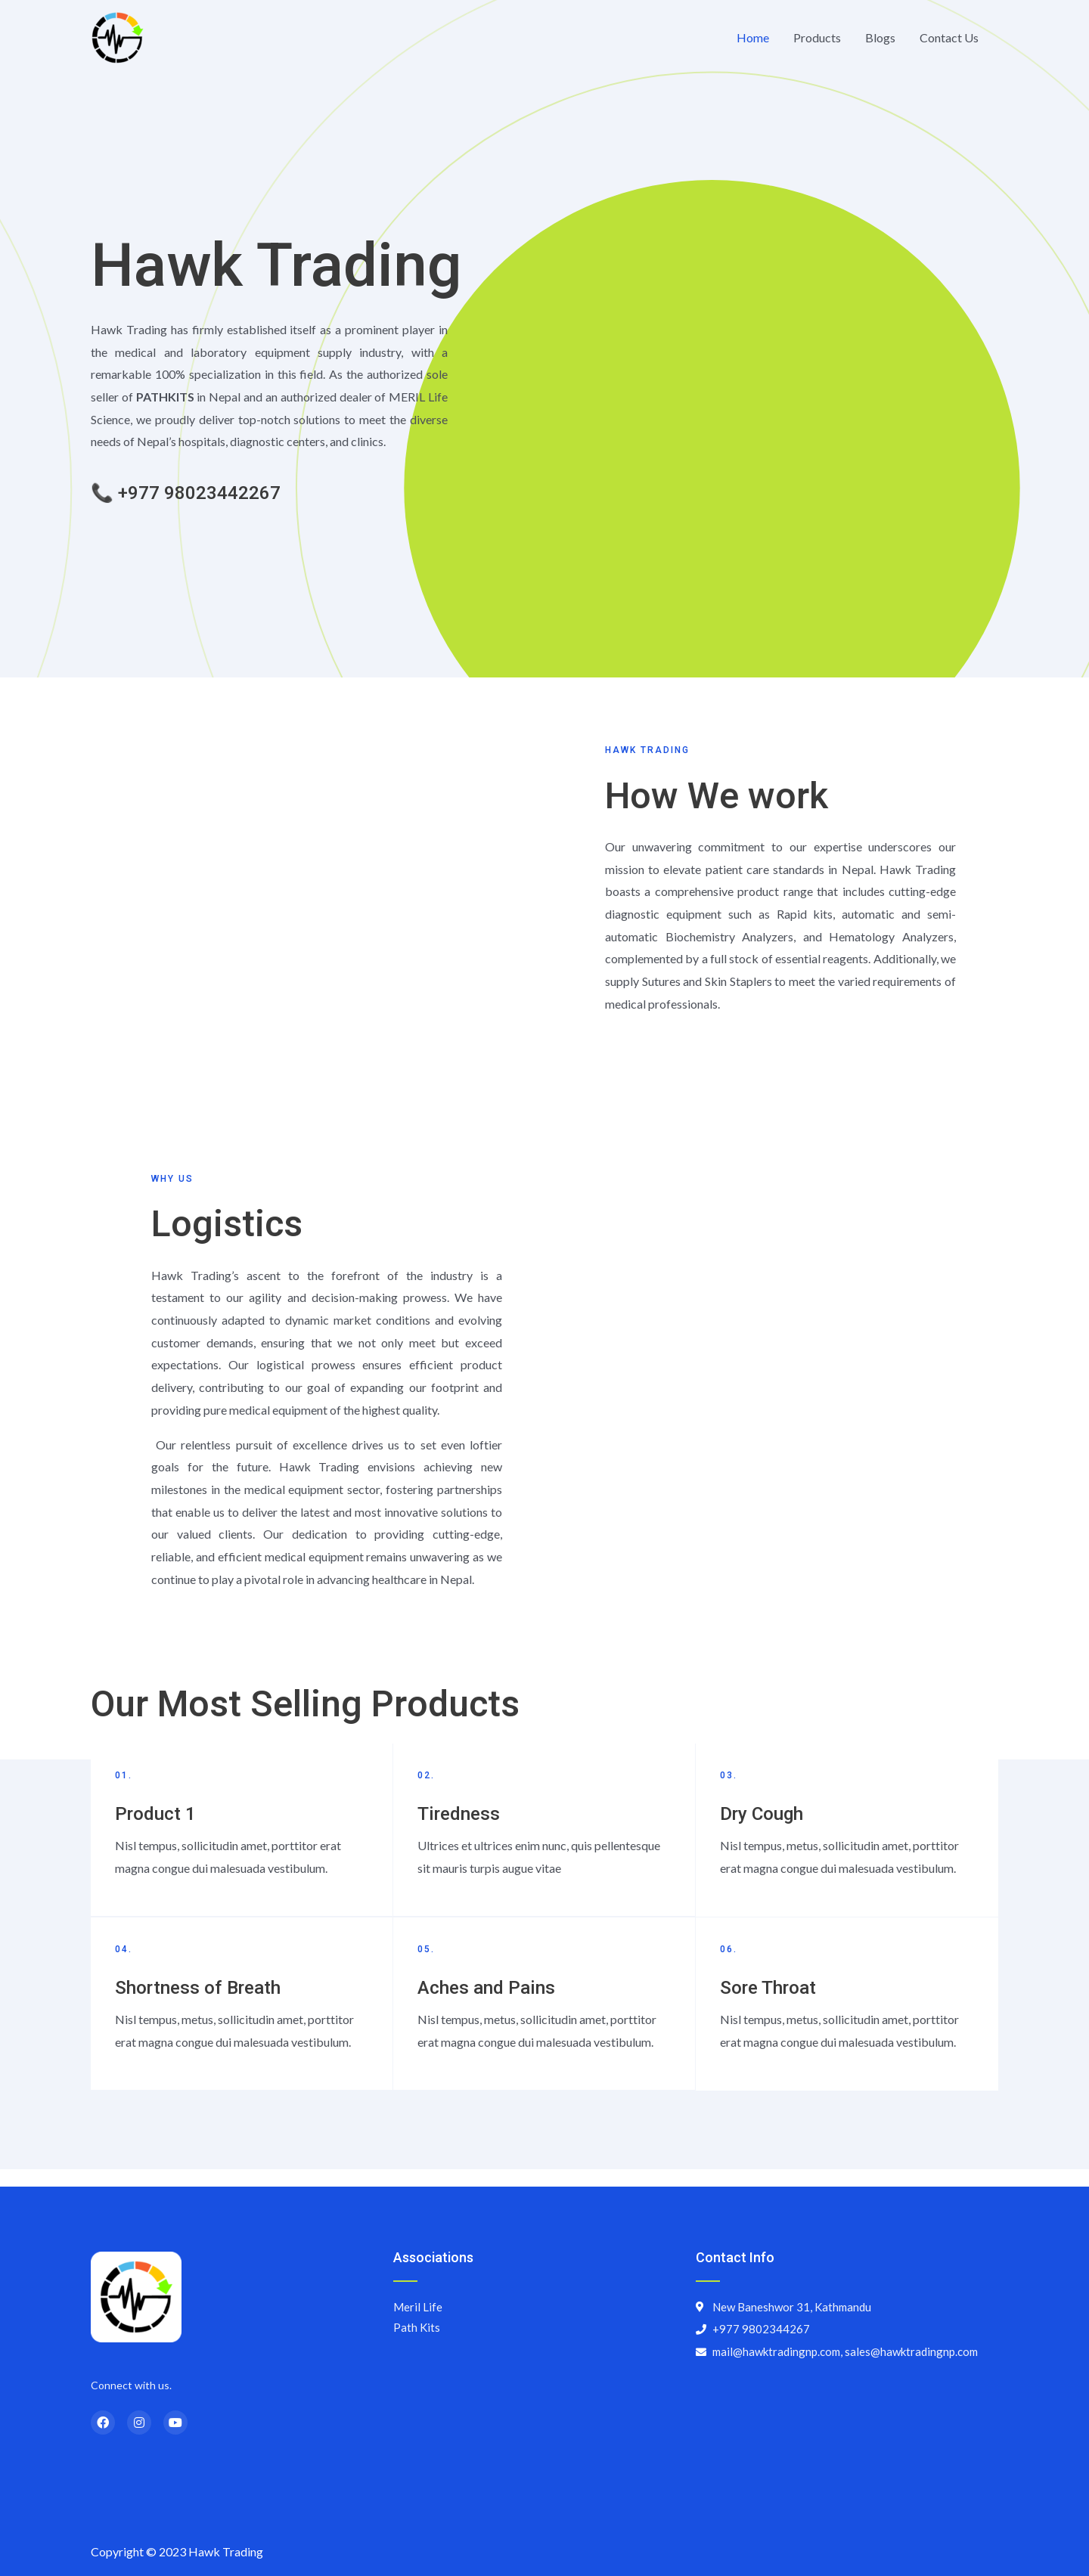 Home Products Blogs Contact Us
Hawk Trading
Hawk Trading has firmly established itself as a prominent player in
the medical and laboratory equipment supply industry, with a
remarkable 100% specialization in this field. As the authorized sole
seller of PATHKITS in Nepal and an authorized dealer of MERIL Life
Science, we proudly deliver top-notch solutions to meet the diverse
needs of Nepal’s hospitals, diagnostic centers, and clinics.
📞 +977 98023442267
HAWK TRADING
How We work
Our unwavering commitment to our expertise underscores our
mission to elevate patient care standards in Nepal. Hawk Trading
boasts a comprehensive product range that includes cutting-edge
diagnostic equipment such as Rapid kits, automatic and semi-
automatic Biochemistry Analyzers, and Hematology Analyzers,
complemented by a full stock of essential reagents. Additionally, we
supply Sutures and Skin Staplers to meet the varied requirements of
medical professionals.
WHY US
Logistics
Hawk Trading’s ascent to the forefront of the industry is a
testament to our agility and decision-making prowess. We have
continuously adapted to dynamic market conditions and evolving
customer demands, ensuring that we not only meet but exceed
expectations. Our logistical prowess ensures efficient product
delivery, contributing to our goal of expanding our footprint and
providing pure medical equipment of the highest quality.
Our relentless pursuit of excellence drives us to set even loftier
goals for the future. Hawk Trading envisions achieving new
milestones in the medical equipment sector, fostering partnerships
that enable us to deliver the latest and most innovative solutions to
our valued clients. Our dedication to providing cutting-edge,
reliable, and efficient medical equipment remains unwavering as we
continue to play a pivotal role in advancing healthcare in Nepal.
Our Most Selling Products
01.
Product 1
Nisl tempus, sollicitudin amet, porttitor erat
magna congue dui malesuada vestibulum.
02.
Tiredness
Ultrices et ultrices enim nunc, quis pellentesque
sit mauris turpis augue vitae
03.
Dry Cough
Nisl tempus, metus, sollicitudin amet, porttitor
erat magna congue dui malesuada vestibulum.
04.
Shortness of Breath
Nisl tempus, metus, sollicitudin amet, porttitor
erat magna congue dui malesuada vestibulum.
05.
Aches and Pains
Nisl tempus, metus, sollicitudin amet, porttitor
erat magna congue dui malesuada vestibulum.
06.
Sore Throat
Nisl tempus, metus, sollicitudin amet, porttitor
erat magna congue dui malesuada vestibulum.
Connect with us.
Associations
Meril Life
Path Kits
Contact Info
New Baneshwor 31, Kathmandu
+977 9802344267
mail@hawktradingnp.com, sales@hawktradingnp.com
Copyright © 2023 Hawk Trading